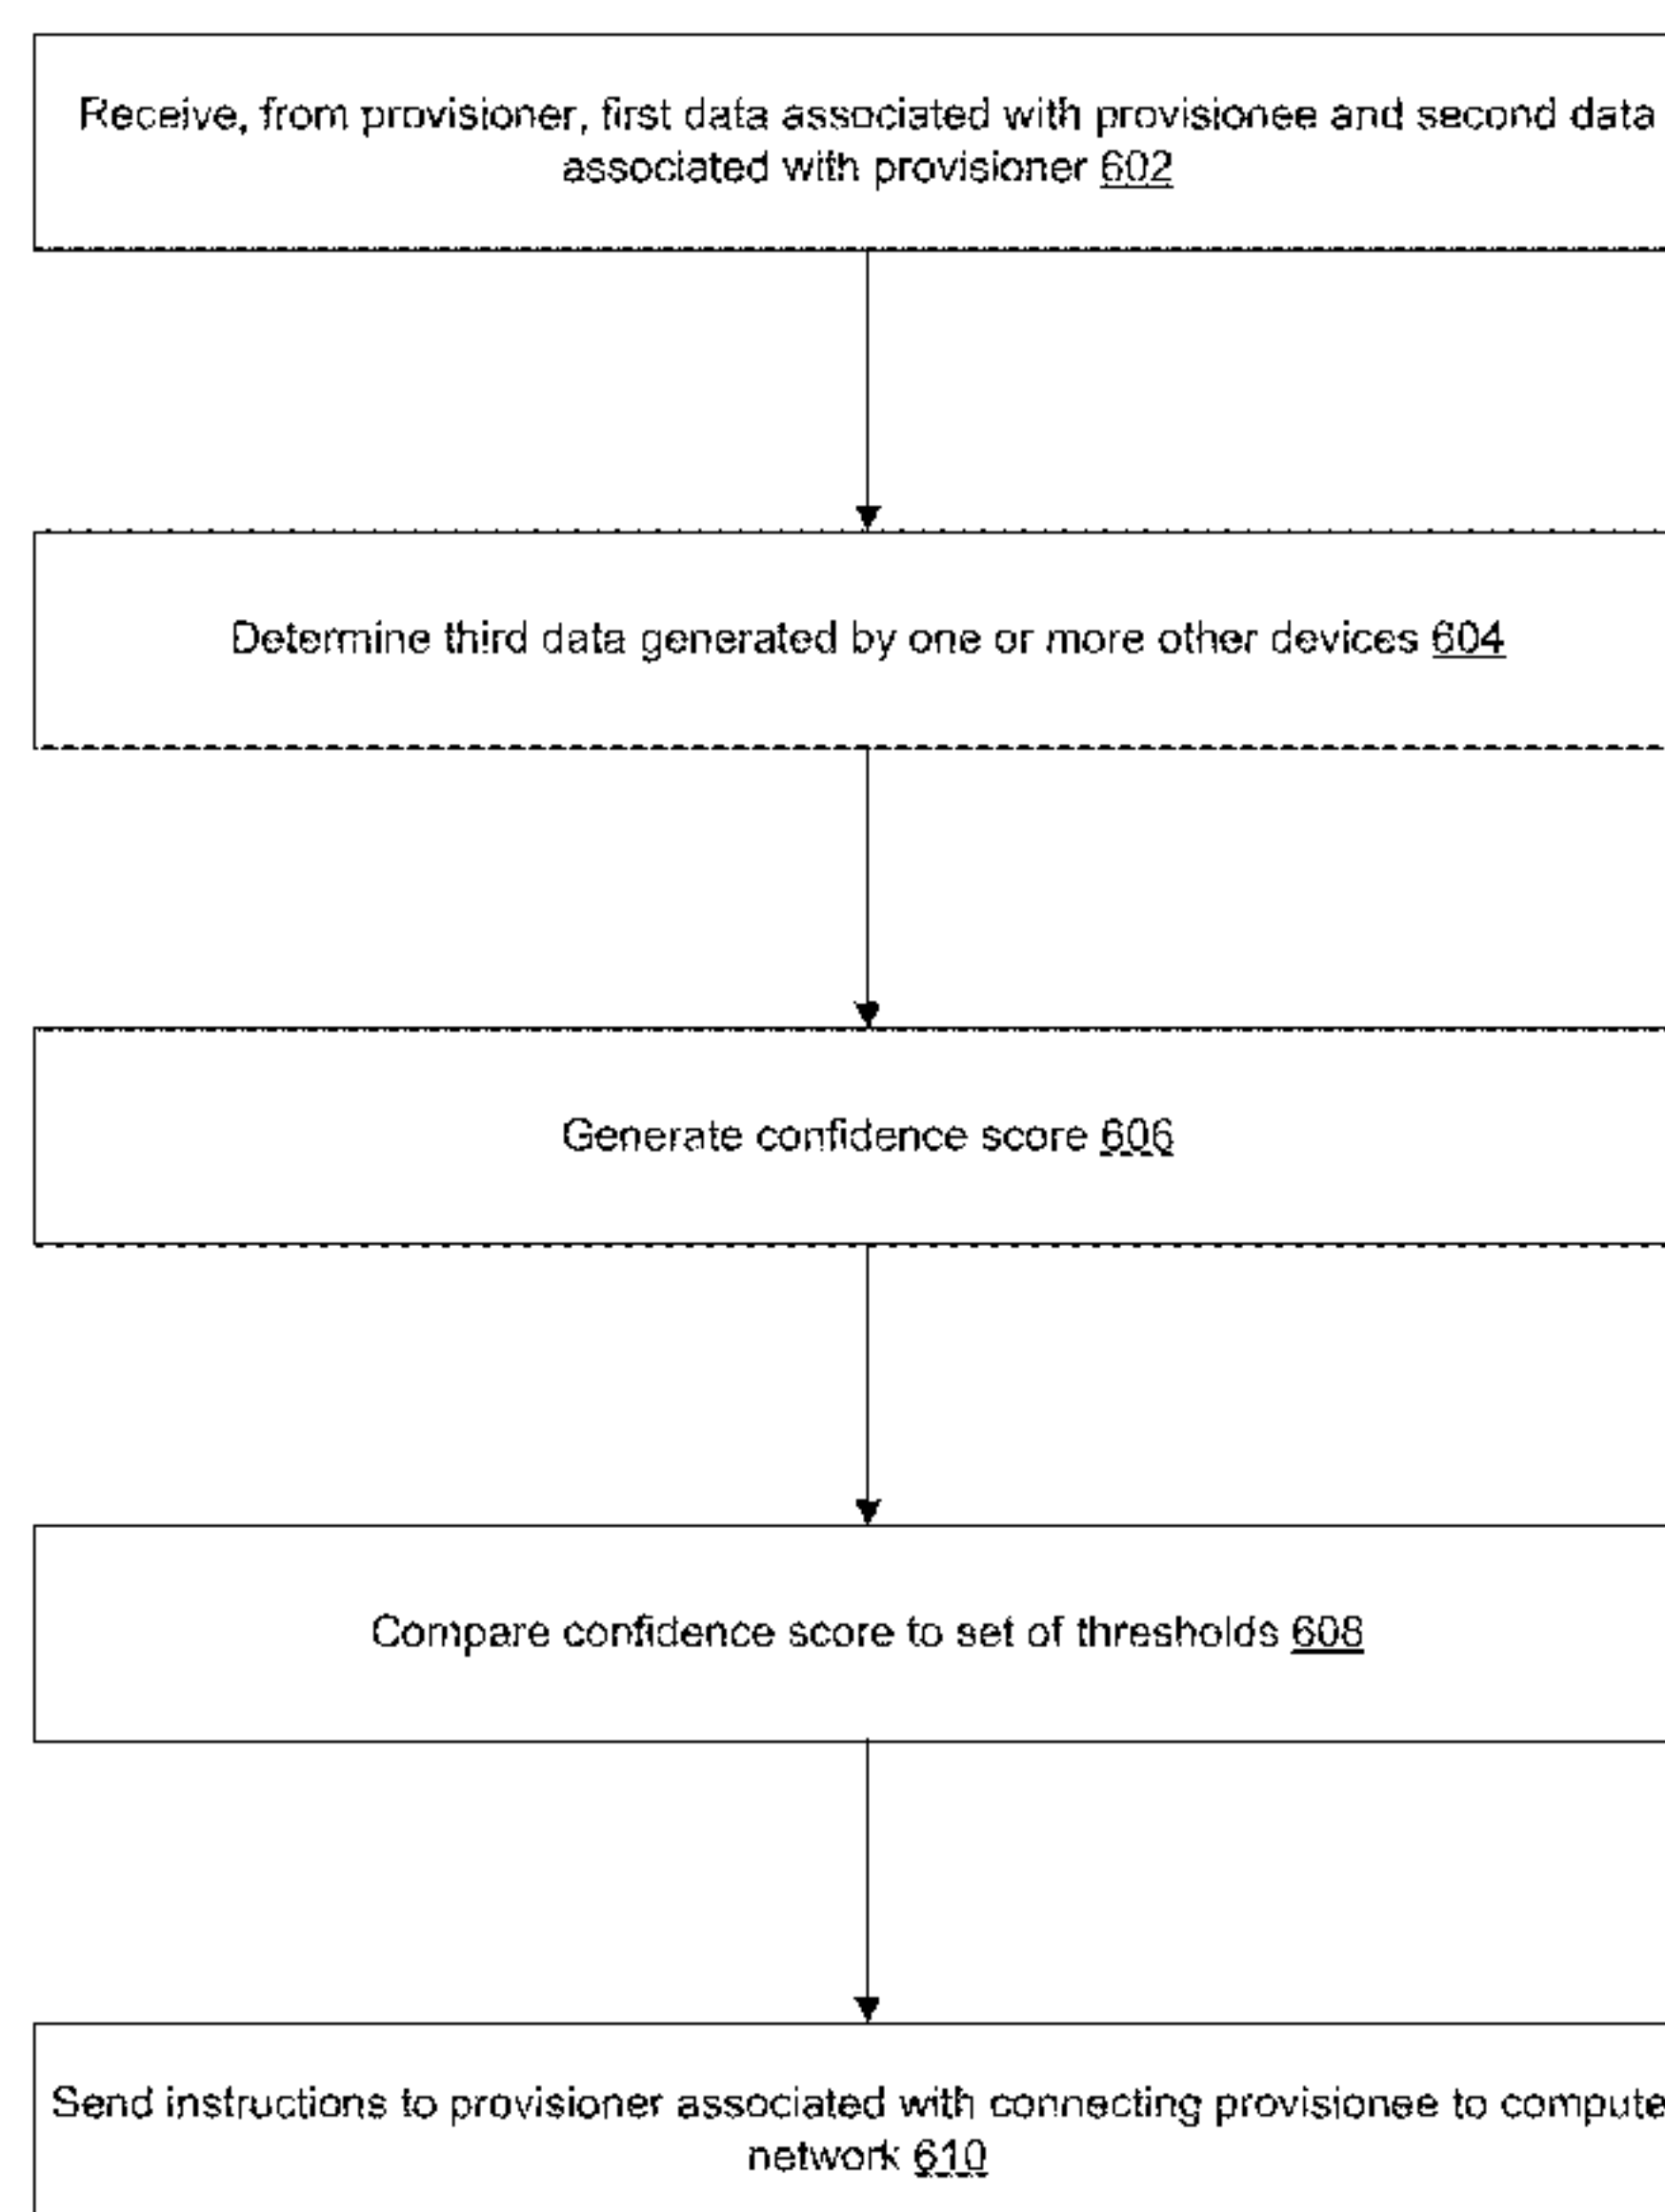 Receive, from provisioner, first data associated with provisionee and second data
associated with provisioner 602
Determine third data generated by one or more other devices 604
Generate confidence score 606
Compare confidence score to set of thresholds 608
Send instructions to provisioner associated with connecting provisionee to compute
network 610